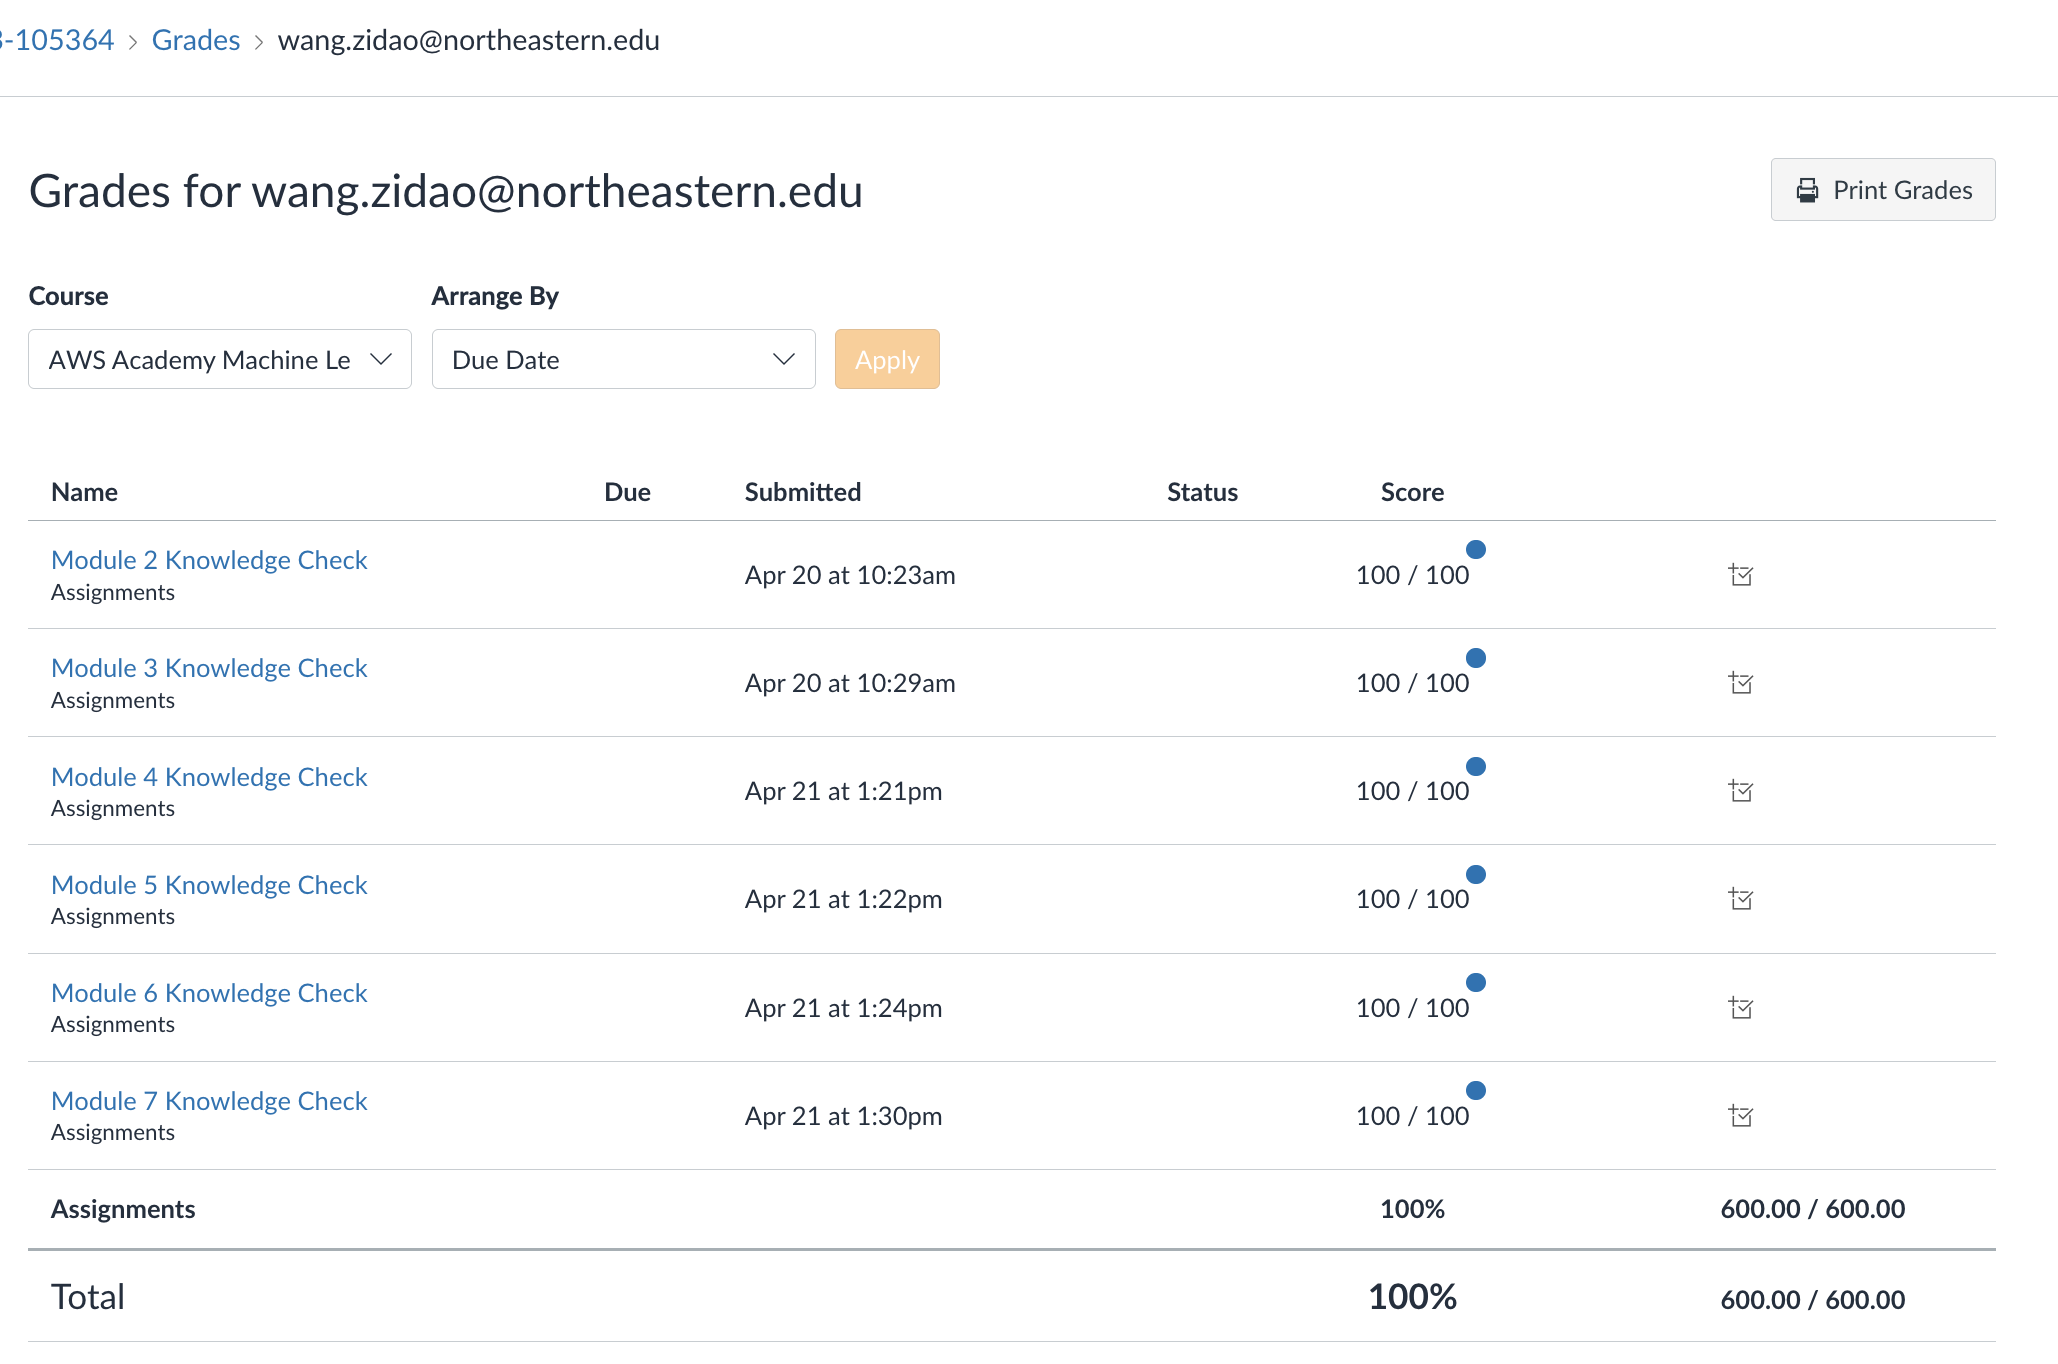 -105364 > Grades > wang.zidao@northeastern.edu
Grades for wang.zidao@northeastern.edu
Print Grades
Course Arrange By
AWS Academy Machine Le Due Date Apply
Name Due Submitted Status Score
Module 2 Knowledge Check
Assignments
Apr 20 at 10:23am 100 / 100
Module 3 Knowledge Check
Assignments
Apr 20 at 10:29am 100 / 100
Module 4 Knowledge Check
Assignments
Apr 21 at 1:21pm 100 / 100
Module 5 Knowledge Check
Assignments
Apr 21 at 1:22pm 100 / 100
Module 6 Knowledge Check
Assignments
Apr 21 at 1:24pm 100 / 100
Module 7 Knowledge Check
Assignments
Apr 21 at 1:30pm 100 / 100
Assignments 100% 600.00 / 600.00
Total 100% 600.00 / 600.00